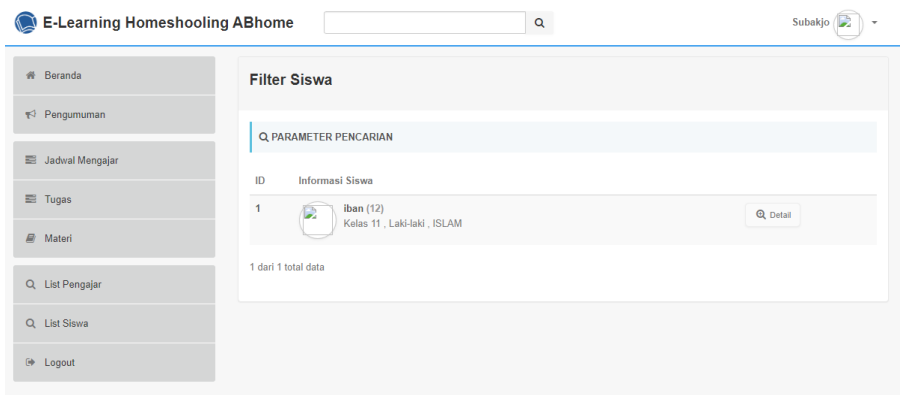 E-Learning Homeshooling ABhome
Subakjo
Beranda
Pengumuman
Jadwal Mengajar
Tugas
Materi
List Pengajar
List Siswa
Logout
Filter Siswa
PARAMETER PENCARIAN
ID Informasi Siswa
1 iban (12)
Kelas 11 , Laki-laki , ISLAM
Detail
1 dari 1 total data